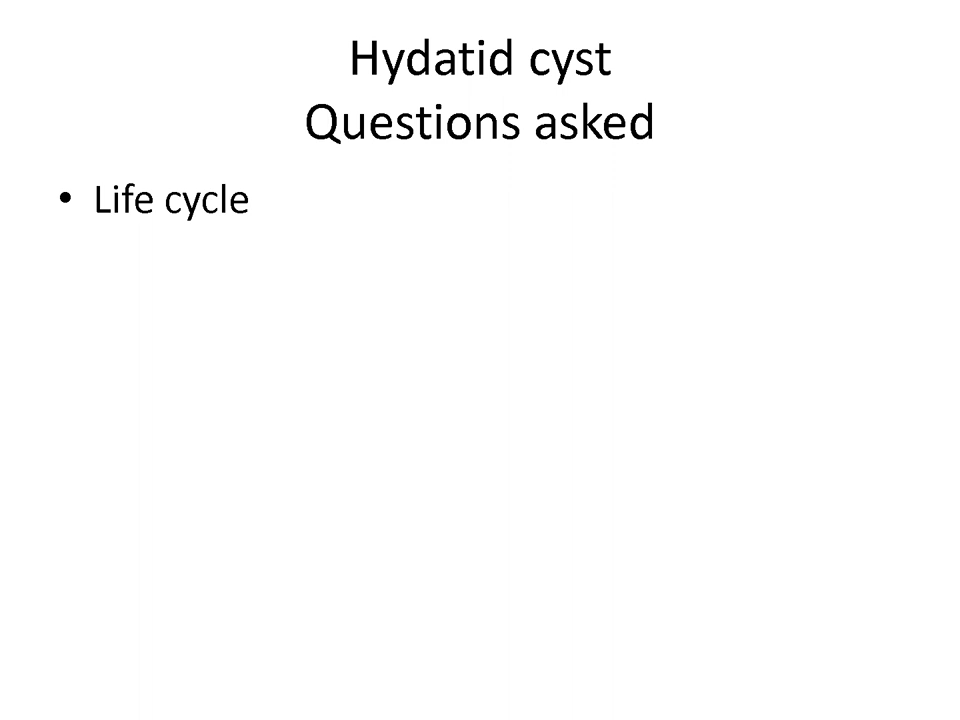 Hydatid cyst
Questions asked
• Life cycle